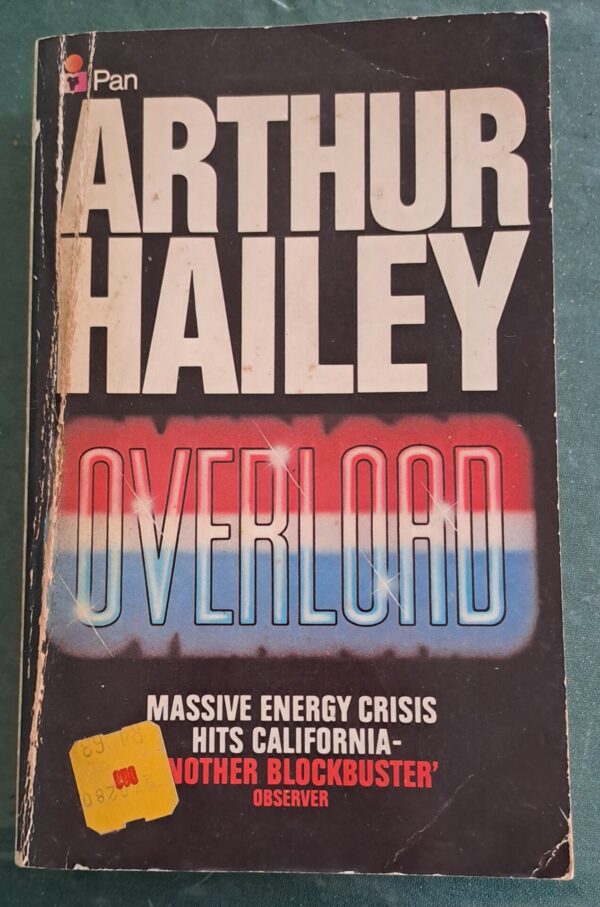 Pan
ARTHUR
HAILEY
OVERLOAD
MASSIVE ENERGY CRISIS
HITS CALIFORNIA-
NOTHER BLOCKBUSTER'
OBSERVER